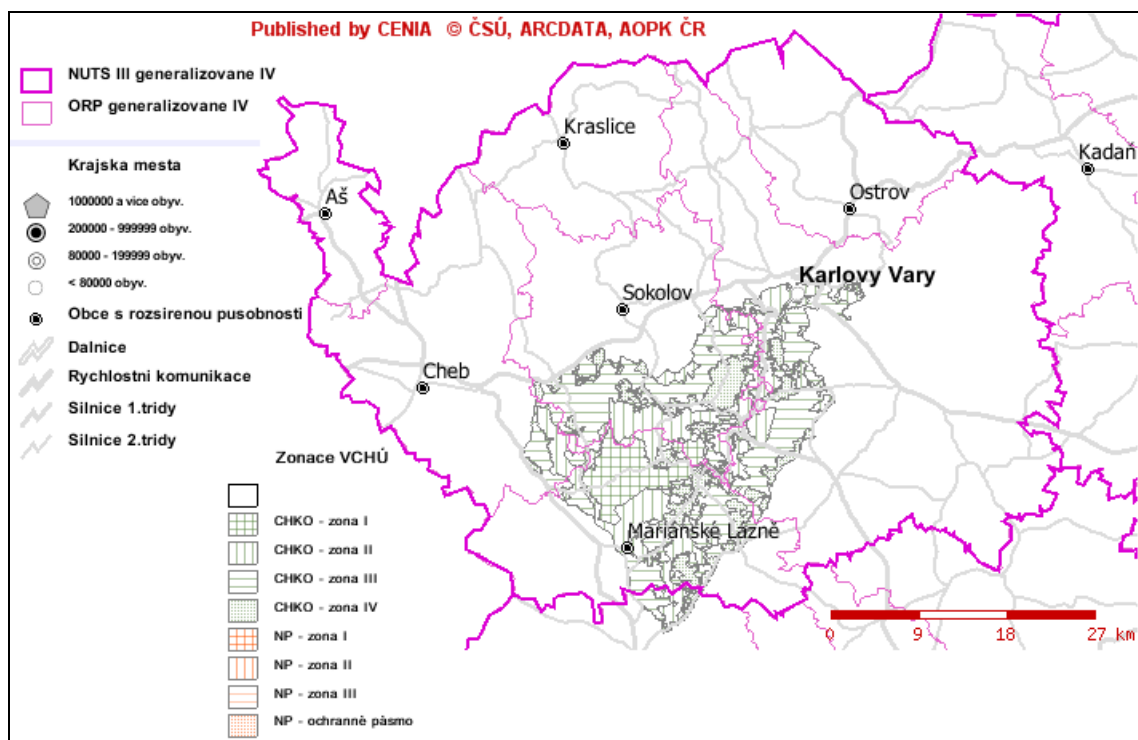 Published by CENIA © ČSÚ, ARCDATA, AOPK ČR
NUTS III generalizovane IV
ORP generalizovane IV
Krajska mesta
1000000 a vice obyv.
200000 - 999999 obyv.
80000 - 199999 obyv.
< 80000 obyv.
Obce s rozsirenou pusobnosti
Dalnice
Rychlostni komunikace
Silnice 1.tridy
Silnice 2.tridy
Zonace VCHÚ
CHKO - zona I
CHKO - zona II
CHKO - zona III
CHKO - zona IV
NP - zona I
NP - zona II
NP - zona III
NP - ochranné pásmo
Kraslice
Kadaň
Aš
Ostrov
Karlovy Vary
Sokolov
Cheb
Mariánské Lázně
0 9 18 27 km